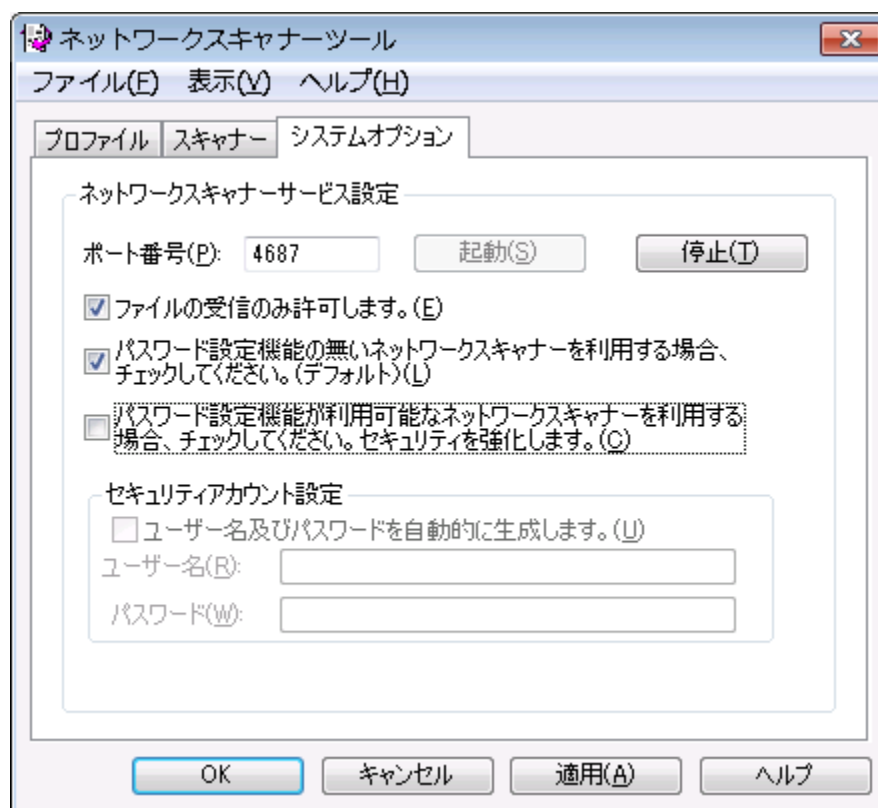 ネットワークスキャナーツール
ファイル(F) 表示(V) ヘルプ(H)
プロファイル スキャナー システムオプション
ネットワークスキャナーサービス設定
ポート番号(P): 4687 起動(S) 停止(T)
ファイルの受信のみ許可します。(E)
パスワード設定機能の無いネットワークスキャナーを利用する場合、
チェックしてください。(デフォルト)(L)
パスワード設定機能が利用可能なネットワークスキャナーを利用する
場合、チェックしてください。セキュリティを強化します。(C)
セキュリティアカウント設定
ユーザー名及びパスワードを自動的に生成します。(U)
ユーザー名(R):
パスワード(W):
OK キャンセル 適用(A) ヘルプ